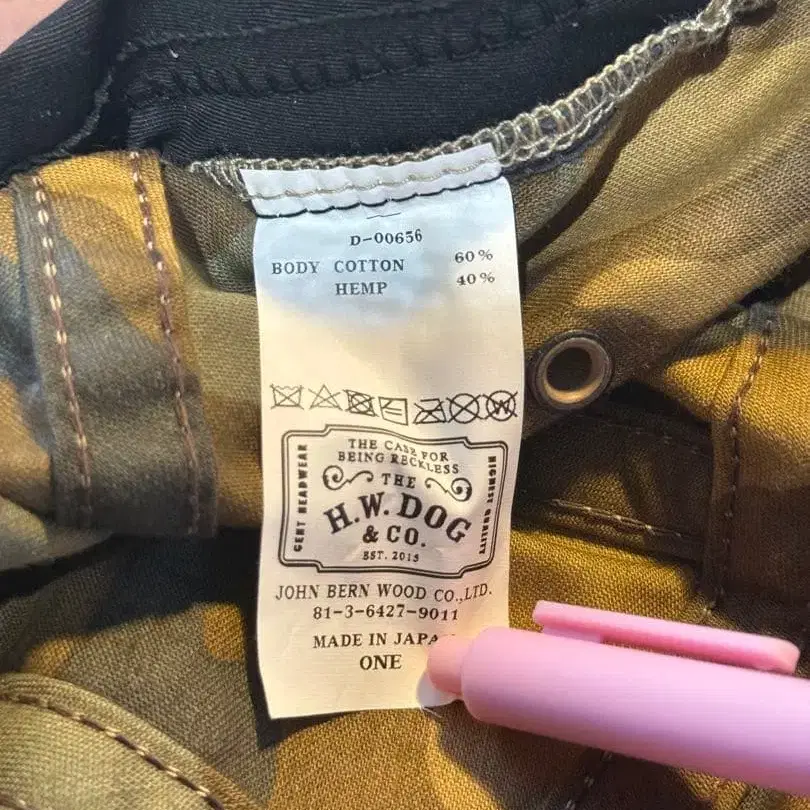 D-00656
BODY COTTON 60%
HEMP 40%
THE CASE FOR
BEING RECKLESS
GENT HEADWEAR
HIGHEST QUALITY
THE
H.W. DOG
& CO.
EST. 2015
JOHN BERN WOOD CO.,LTD.
81-3-6427-9011
MADE IN JAPA
ONE